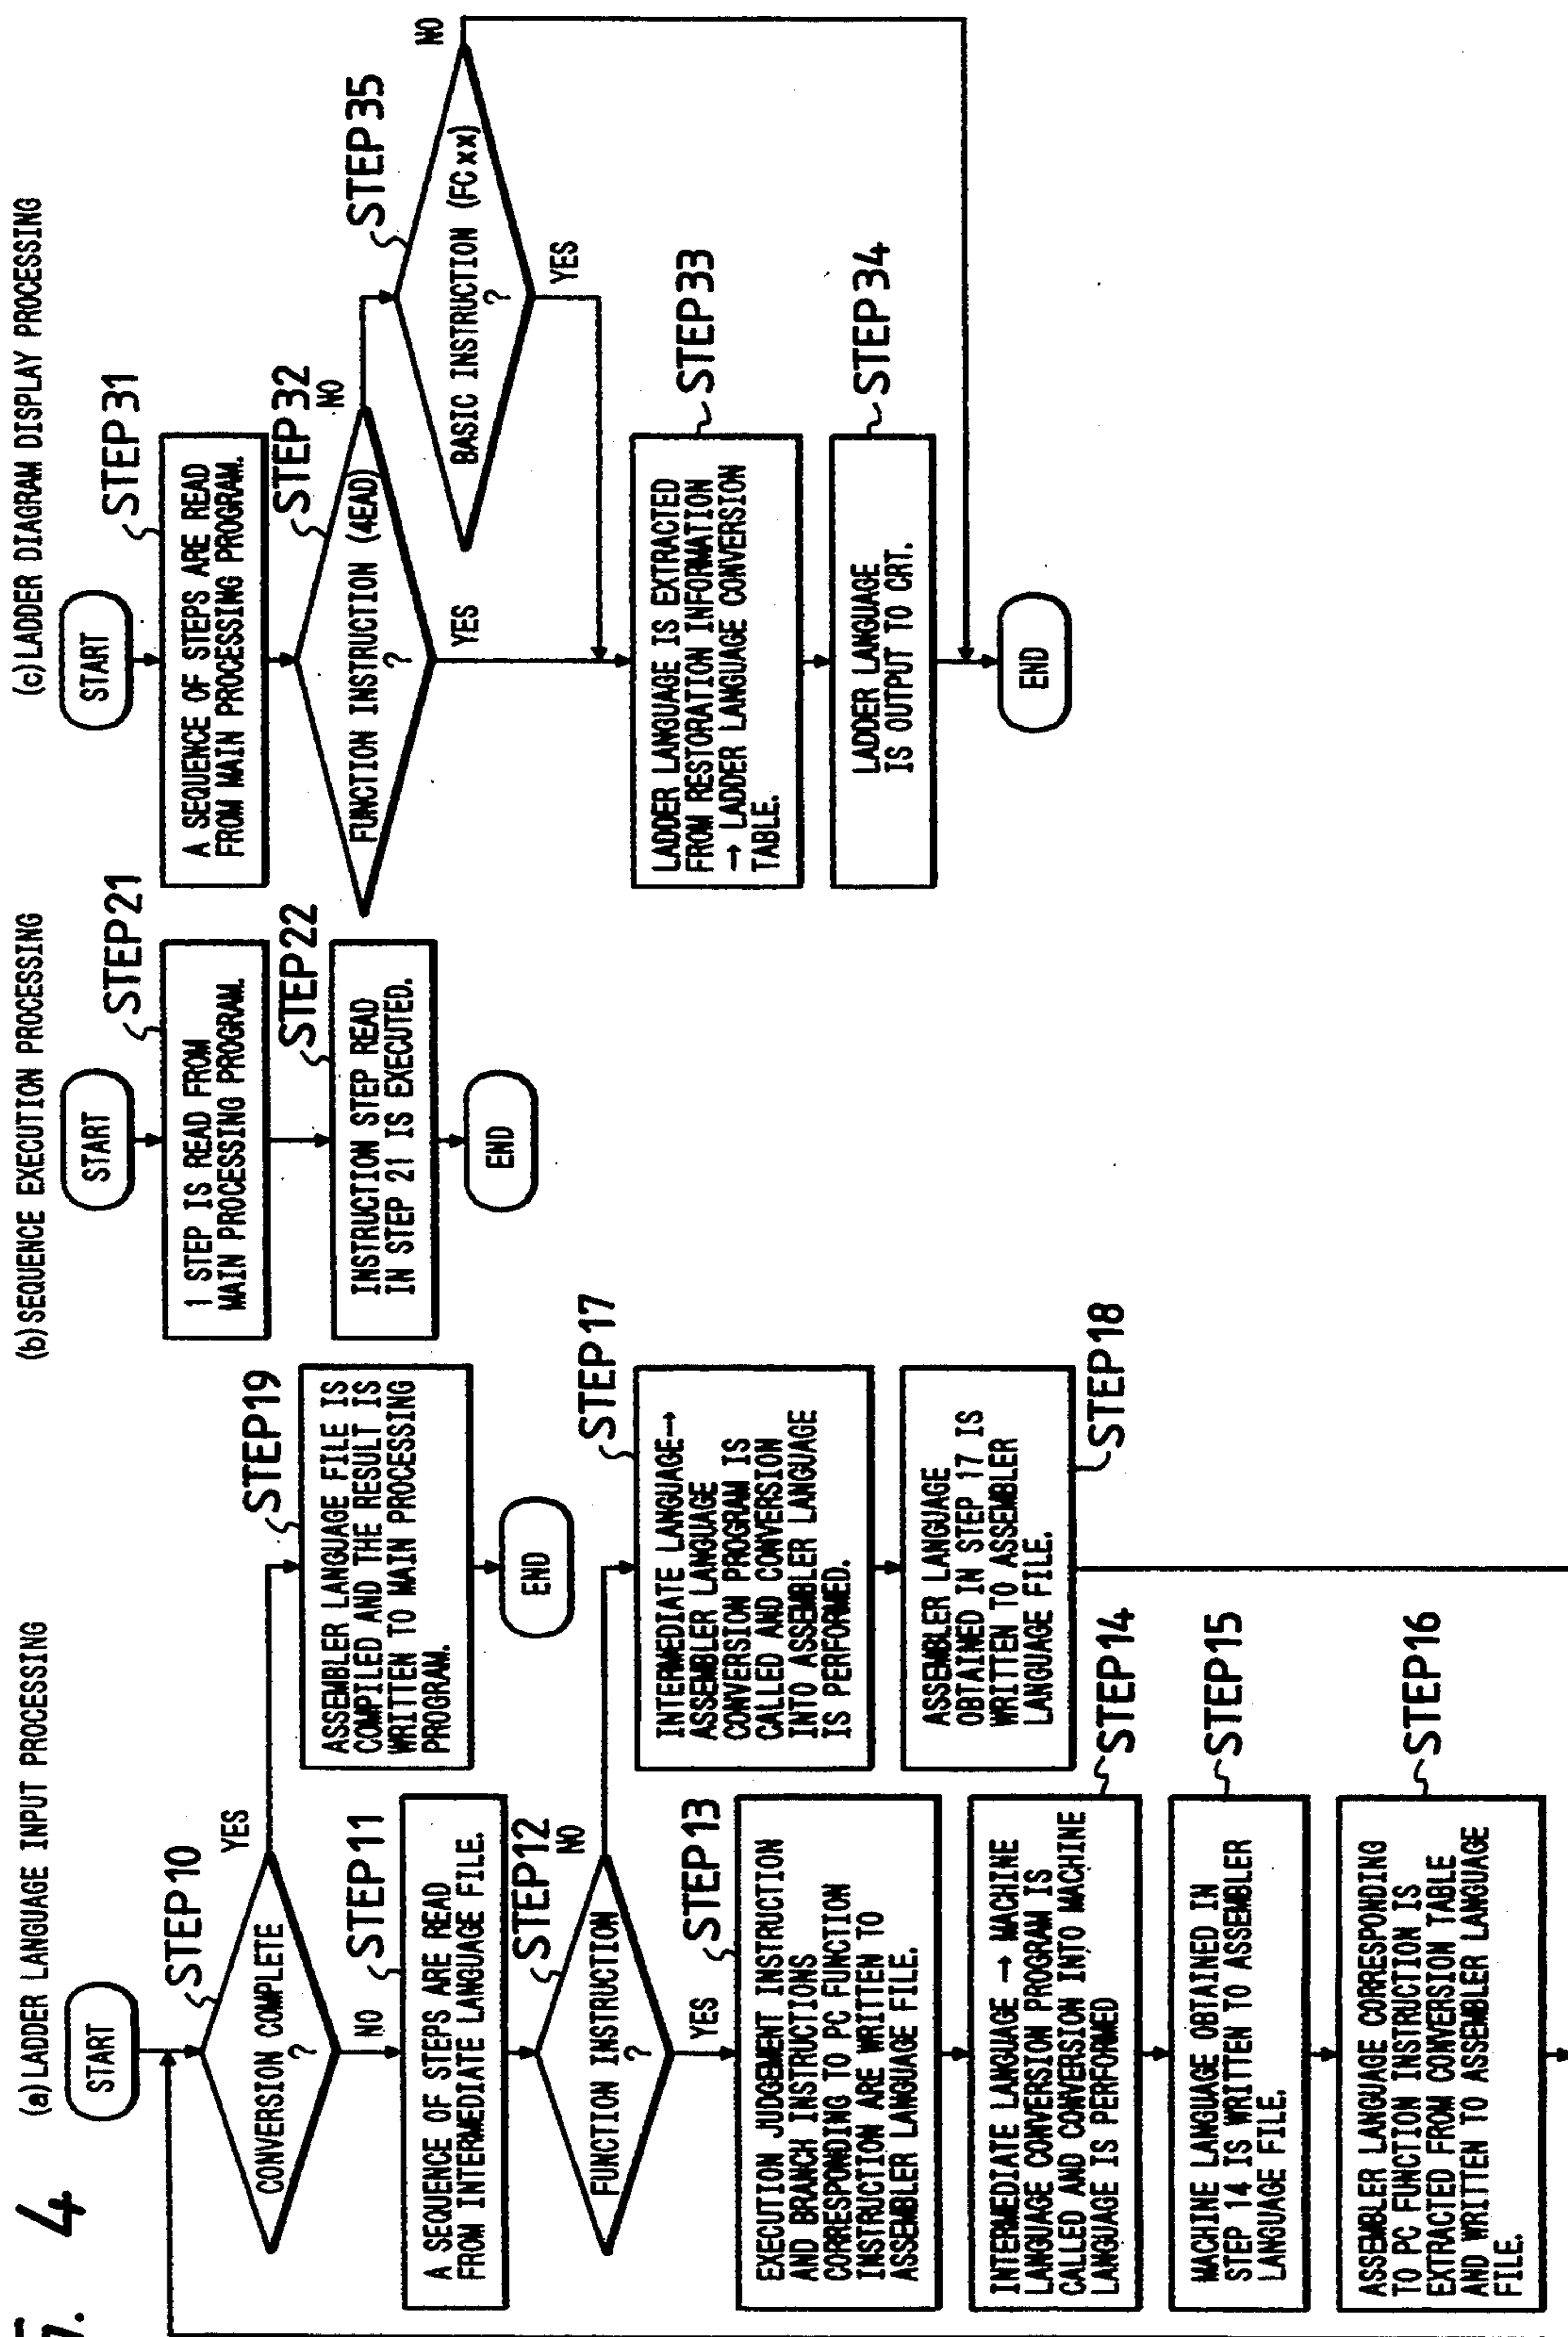 4
(a)LADDER LANGUAGE INPUT PROCESSING
START
STEP10
CONVERSION COMPLETE
?
YES
NO
STEP19
ASSEMBLER LANGUAGE FILE IS
COMPILED AND THE RESULT IS
WRITTEN TO MAIN PROCESSING
PROGRAM.
END
STEP11
A SEQUENCE OF STEPS ARE READ
FROM INTERMEDIATE LANGUAGE FILE.
STEP12
FUNCTION INSTRUCTION
?
NO
YES
STEP13
EXECUTION JUDGEMENT INSTRUCTION
AND BRANCH INSTRUCTIONS
CORRESPONDING TO PC FUNCTION
INSTRUCTION ARE WRITTEN TO
ASSEMBLER LANGUAGE FILE.
STEP14
INTERMEDIATE LANGUAGE → MACHINE
LANGUAGE CONVERSION PROGRAM IS
CALLED AND CONVERSION INTO MACHINE
LANGUAGE IS PERFORMED
STEP15
MACHINE LANGUAGE OBTAINED IN
STEP 14 IS WRITTEN TO ASSEMBLER
LANGUAGE FILE.
STEP16
ASSEMBLER LANGUAGE CORRESPONDING
TO PC FUNCTION INSTRUCTION IS
EXTRACTED FROM CONVERSION TABLE
AND WRITTEN TO ASSEMBLER LANGUAGE
FILE.
STEP17
INTERMEDIATE LANGUAGE→
ASSEMBLER LANGUAGE
CONVERSION PROGRAM IS
CALLED AND CONVERSION
INTO ASSEMBLER LANGUAGE
IS PERFORMED.
STEP18
ASSEMBLER LANGUAGE
OBTAINED IN STEP 17 IS
WRITTEN TO ASSEMBLER
LANGUAGE FILE.
(b)SEQUENCE EXECUTION PROCESSING
START
STEP21
1 STEP IS READ FROM
MAIN PROCESSING PROGRAM.
STEP22
INSTRUCTION STEP READ
IN STEP 21 IS EXECUTED.
END
(c)LADDER DIAGRAM DISPLAY PROCESSING
START
STEP31
A SEQUENCE OF STEPS ARE READ
FROM MAIN PROCESSING PROGRAM.
STEP32
FUNCTION INSTRUCTION (4EAD)
?
NO
YES
STEP35
BASIC INSTRUCTION (FCxx)
?
NO
YES
STEP33
LADDER LANGUAGE IS EXTRACTED
FROM RESTORATION INFORMATION
→ LADDER LANGUAGE CONVERSION
TABLE.
STEP34
LADDER LANGUAGE
IS OUTPUT TO CRT.
END